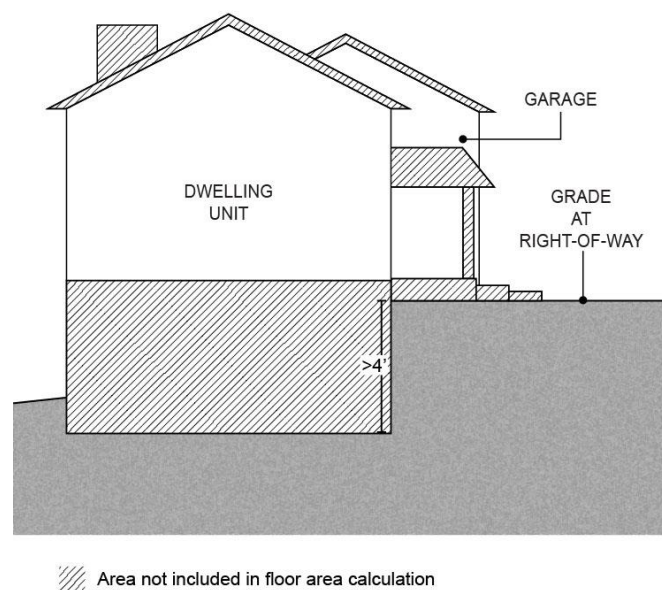 GARAGE
DWELLING
UNIT
GRADE
AT
RIGHT-OF-WAY
>4'
Area not included in floor area calculation